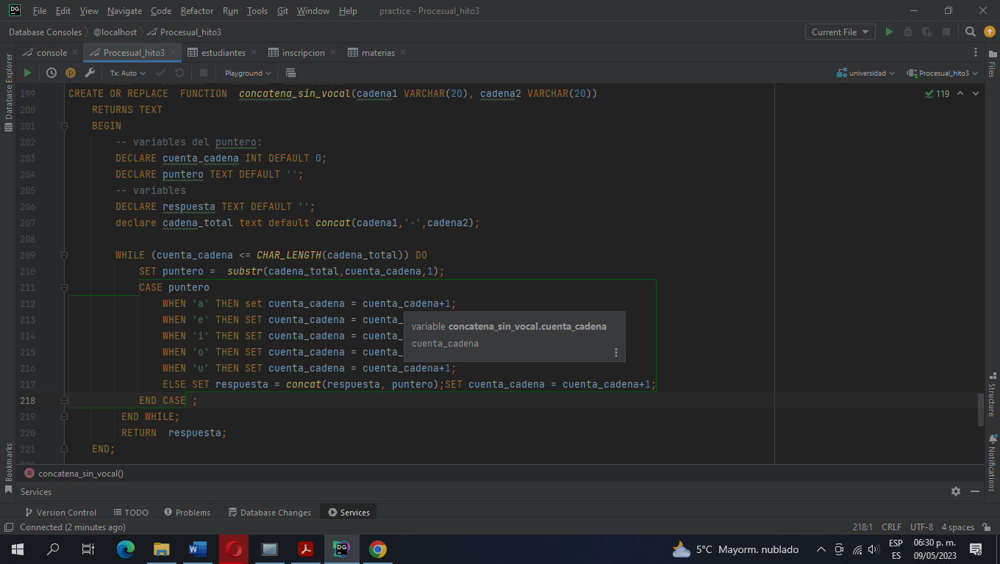 DG File Edit View Navigate Code Refactor Run Tools Git Window Help practice - Procesual_hito3
Database Consoles @localhost Procesual_hito3 Current File
console Procesual_hito3 estudiantes inscripcion materias
Tx: Auto Playground universidad Procesual_hito3
Database Explorer
Files
119
199 CREATE OR REPLACE FUNCTION concatena_sin_vocal(cadena1 VARCHAR(20), cadena2 VARCHAR(20))
200 RETURNS TEXT
201 BEGIN
202 -- variables del puntero:
203 DECLARE cuenta_cadena INT DEFAULT 0;
204 DECLARE puntero TEXT DEFAULT '';
205 -- variables
206 DECLARE respuesta TEXT DEFAULT '';
207 declare cadena_total text default concat(cadena1,'-',cadena2);
208
209 WHILE (cuenta_cadena <= CHAR_LENGTH(cadena_total)) DO
210 SET puntero = substr(cadena_total,cuenta_cadena,1);
211 CASE puntero
212 WHEN 'a' THEN set cuenta_cadena = cuenta_cadena+1;
213 WHEN 'e' THEN SET cuenta_cadena = cuenta_
214 WHEN 'i' THEN SET cuenta_cadena = cuenta_
215 WHEN 'o' THEN SET cuenta_cadena = cuenta_
216 WHEN 'u' THEN SET cuenta_cadena = cuenta_cadena+1;
217 ELSE SET respuesta = concat(respuesta, puntero);SET cuenta_cadena = cuenta_cadena+1;
218 END CASE ;
219 END WHILE;
220 RETURN respuesta;
221 END;
variable concatena_sin_vocal.cuenta_cadena
cuenta_cadena
Structure
Notifications
Bookmarks
R concatena_sin_vocal()
Services
Version Control TODO Problems Database Changes Services
Connected (2 minutes ago) 218:1 CRLF UTF-8 4 spaces
5°C Mayorm. nublado ESP 06:30 p. m.
ES 09/05/2023